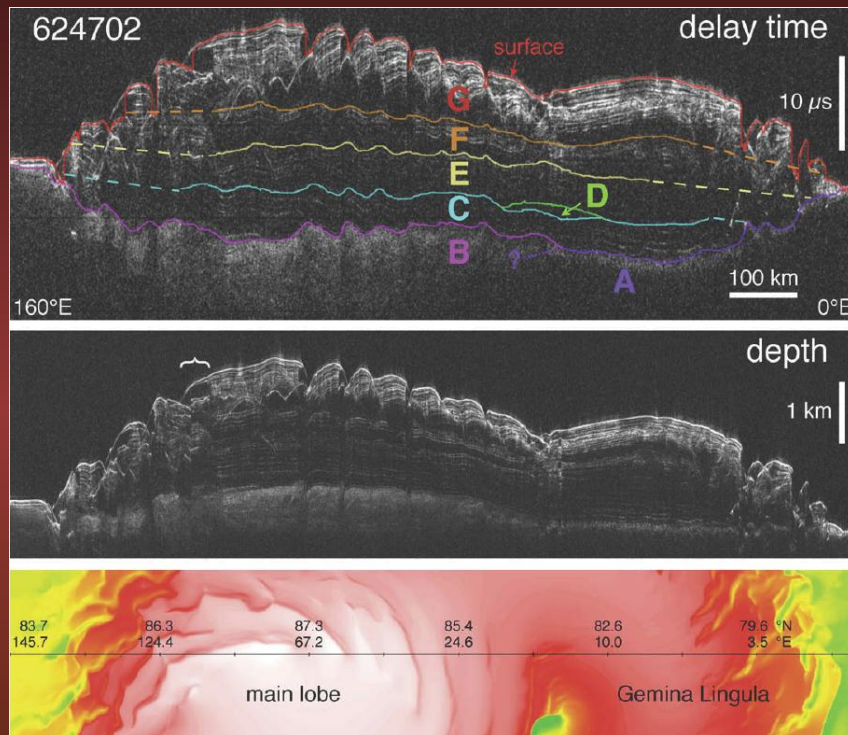 624702
delay time
surface
G
10 µs
F
E
D
C
B
?
A
100 km
160°E
0°E
depth
1 km
83.7 86.3 87.3 85.4 82.6 79.6 °N
145.7 124.4 67.2 24.6 10.0 3.5 °E
main lobe
Gemina Lingula